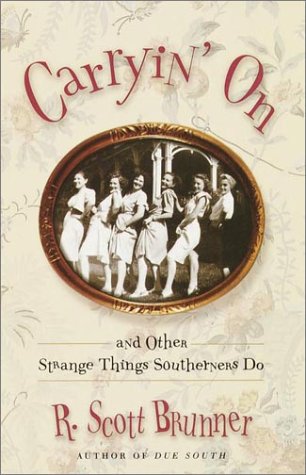 Carryin' On
and Other
Strange Things Southerners Do
R. Scott Brunner
AUTHOR OF DUE SOUTH